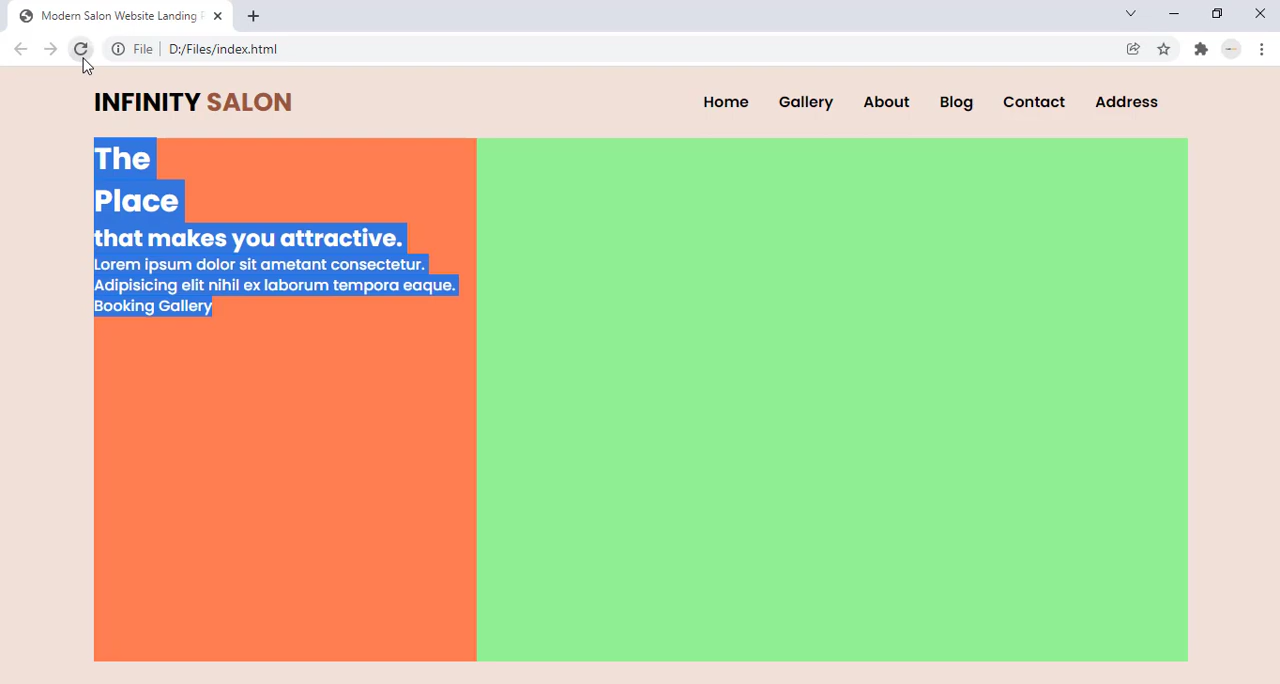 Modern Salon Website Landing
File D:/Files/index.html
INFINITY SALON
Home Gallery About Blog Contact Address
The
Place
that makes you attractive.
Lorem ipsum dolor sit ametant consectetur.
Adipisicing elit nihil ex laborum tempora eaque.
Booking Gallery